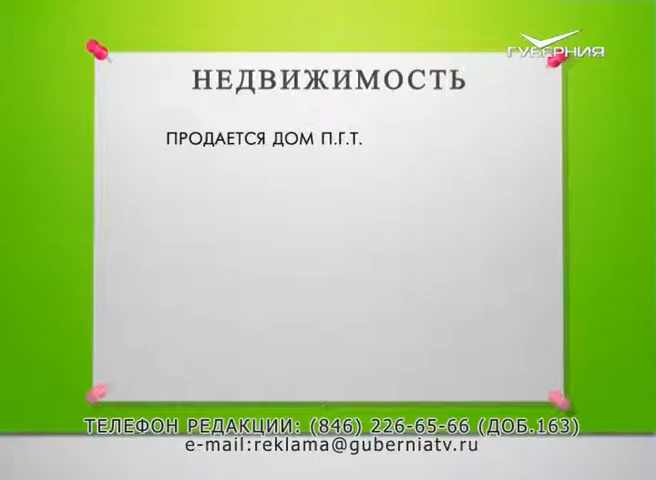 ГУБЕРНИЯ
НЕДВИЖИМОСТЬ
ПРОДАЕТСЯ ДОМ П.Г.Т.
ТЕЛЕФОН РЕДАКЦИИ: (846) 226-65-66 (ДОБ.163)
e-mail:reklama@guberniatv.ru